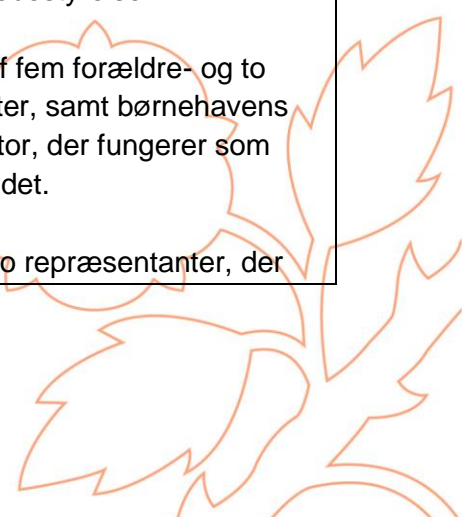 f fem forældre- og to
ter, samt børnehavens
tor, der fungerer som
det.
o repræsentanter, der